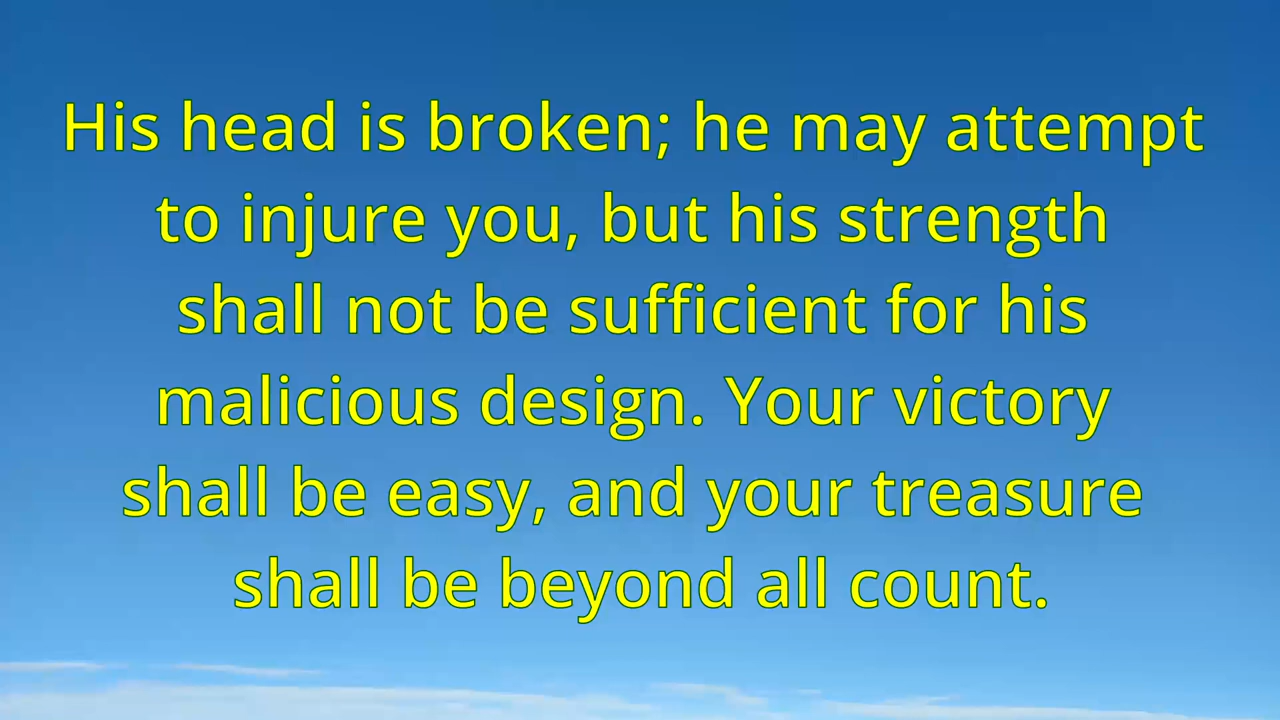 His head is broken; he may attempt
to injure you, but his strength
shall not be sufficient for his
malicious design. Your victory
shall be easy, and your treasure
shall be beyond all count.